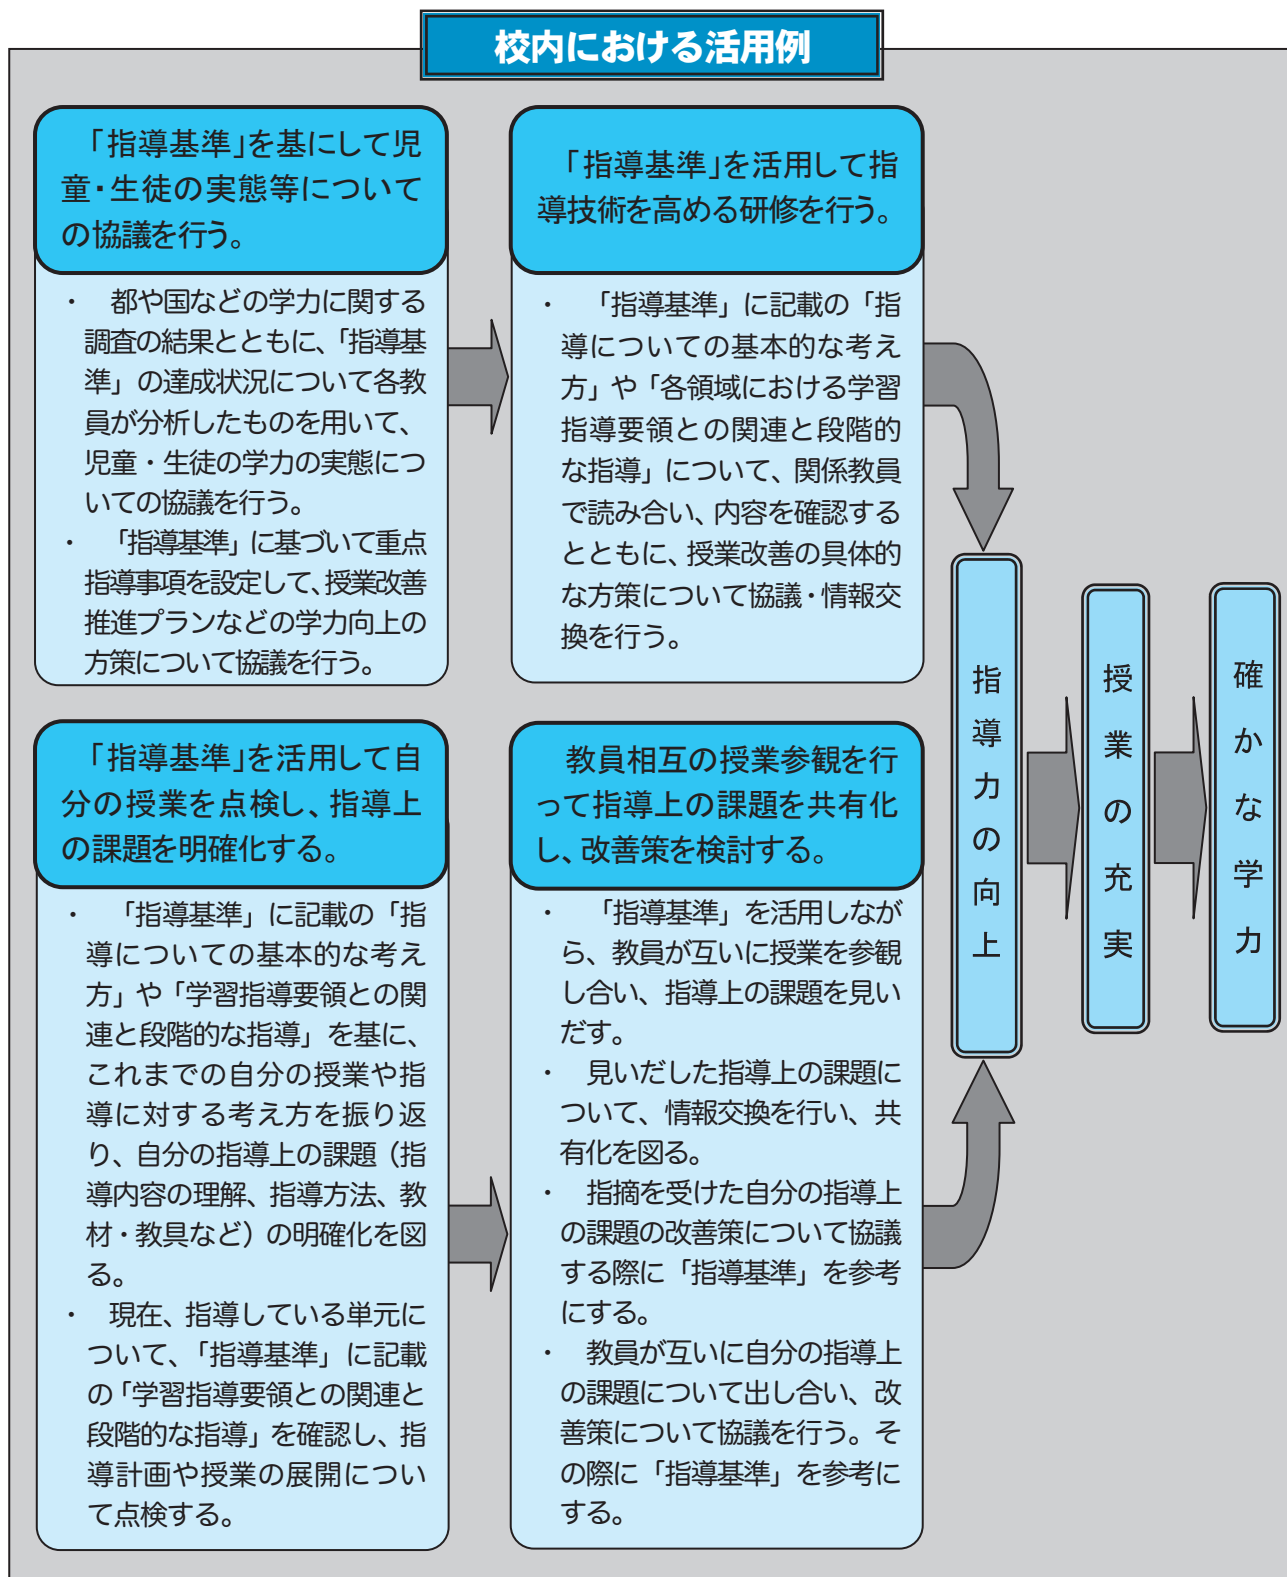 校内における活用例
「指導基準」を基にして児
童・生徒の実態等について
の協議を行う。
・　都や国などの学力に関する
調査の結果とともに、「指導基
準」の達成状況について各教
員が分析したものを用いて、
児童・生徒の学力の実態につ
いての協議を行う。
・　「指導基準」に基づいて重点
指導事項を設定して、授業改善
推進プランなどの学力向上の
方策について協議を行う。
「指導基準」を活用して指
導技術を高める研修を行う。
・　「指導基準」に記載の「指
導についての基本的な考え
方」や「各領域における学習
指導要領との関連と段階的
な指導」について、関係教員
で読み合い、内容を確認する
とともに、授業改善の具体的
な方策について協議・情報交
換を行う。
「指導基準」を活用して自
分の授業を点検し、指導上
の課題を明確化する。
・　「指導基準」に記載の「指
導についての基本的な考え
方」や「学習指導要領との関
連と段階的な指導」を基に、
これまでの自分の授業や指
導に対する考え方を振り返
り、自分の指導上の課題（指
導内容の理解、指導方法、教
材・教具など）の明確化を図
る。
・　現在、指導している単元に
ついて、「指導基準」に記載
の「学習指導要領との関連と
段階的な指導」を確認し、指
導計画や授業の展開につい
て点検する。
教員相互の授業参観を行
って指導上の課題を共有化
し、改善策を検討する。
・　「指導基準」を活用しなが
ら、教員が互いに授業を参観
し合い、指導上の課題を見い
だす。
・　見いだした指導上の課題に
ついて、情報交換を行い、共
有化を図る。
・　指摘を受けた自分の指導上
の課題の改善策について協議
する際に「指導基準」を参考
にする。
・　教員が互いに自分の指導上
の課題について出し合い、改
善策について協議を行う。そ
の際に「指導基準」を参考に
する。
指導力の向上
授業の充実
確かな学力